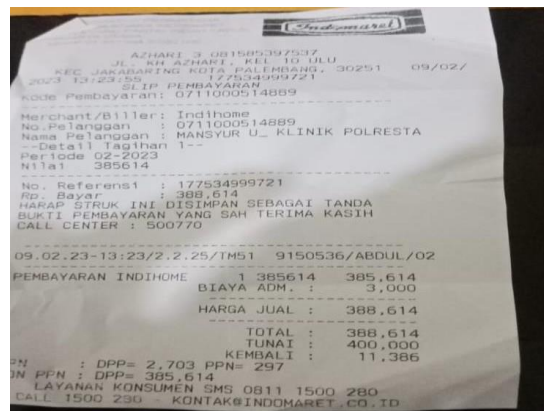 Indomaret
AZHARI 3 081585397537
JL. KH AZHARI, KEL 10 ULU
KEC JAKABARING KOTA PALEMBANG, 30251 09/02/
2023 13:23:55 177534999721
SLIP PEMBAYARAN
Kode Pembayaran: 0711000514889
Merchant/Biller: Indihome
No.Pelanggan : 0711000514889
Nama Pelanggan : MANSYUR U_ KLINIK POLRESTA
--Detail Tagihan 1--
Periode 02-2023
Nilai 385614
No. Referensi : 177534999721
Rp. Bayar : 388,614
HARAP STRUK INI DISIMPAN SEBAGAI TANDA
BUKTI PEMBAYARAN YANG SAH TERIMA KASIH
CALL CENTER : 500770
09.02.23-13:23/2.2.25/TM51 9150536/ABDUL/02
PEMBAYARAN INDIHOME 1 385614 385,614
BIAYA ADM. : 3,000
HARGA JUAL : 388,614
TOTAL : 388,614
TUNAI : 400,000
KEMBALI : 11,386
PN : DPP= 2,703 PPN= 297
ON PPN : DPP= 385,614
LAYANAN KONSUMEN SMS 0811 1500 280
CALL 1500 280 - KONTAK@INDOMARET.CO.ID